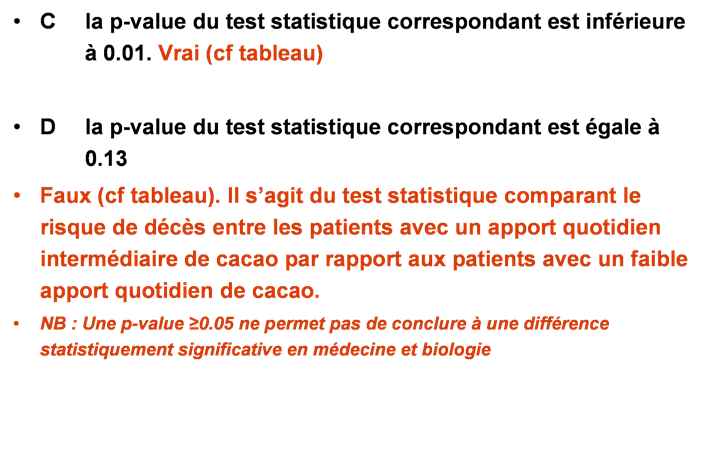 • C la p-value du test statistique correspondant est inférieure
à 0.01. Vrai (cf tableau)
• D la p-value du test statistique correspondant est égale à
0.13
• Faux (cf tableau). Il s’agit du test statistique comparant le
risque de décès entre les patients avec un apport quotidien
intermédiaire de cacao par rapport aux patients avec un faible
apport quotidien de cacao.
• NB : Une p-value ≥0.05 ne permet pas de conclure à une différence
statistiquement significative en médecine et biologie